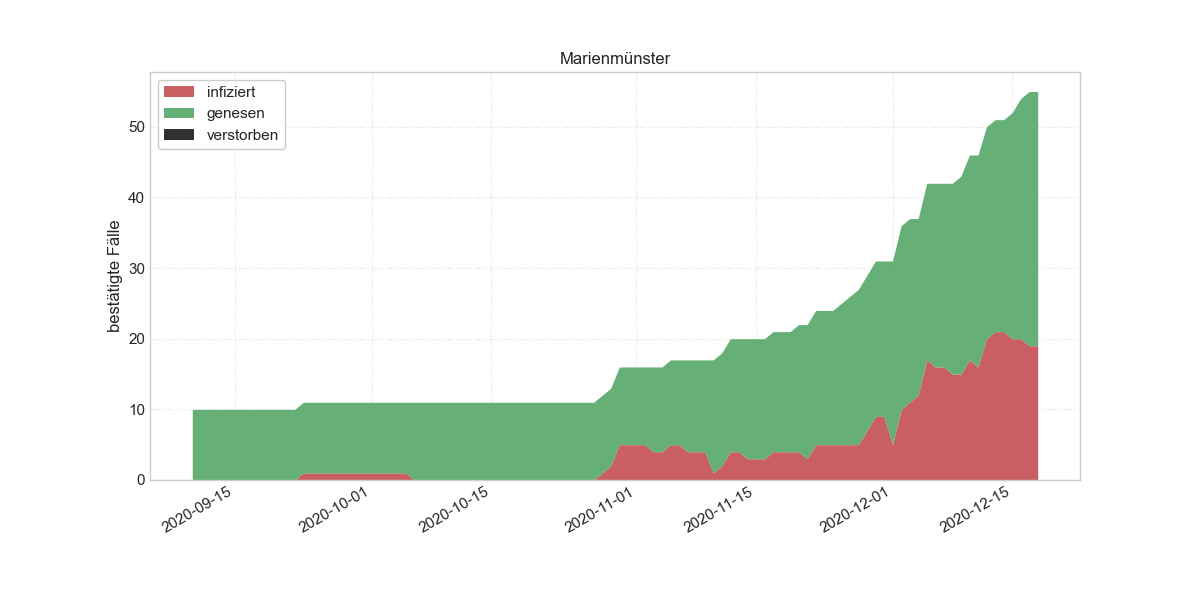 Marienmünster
infiziert
genesen
verstorben
bestätigte Fälle
50
40
30
20
10
0
2020-09-15
2020-10-01
2020-10-15
2020-11-01
2020-11-15
2020-12-01
2020-12-15